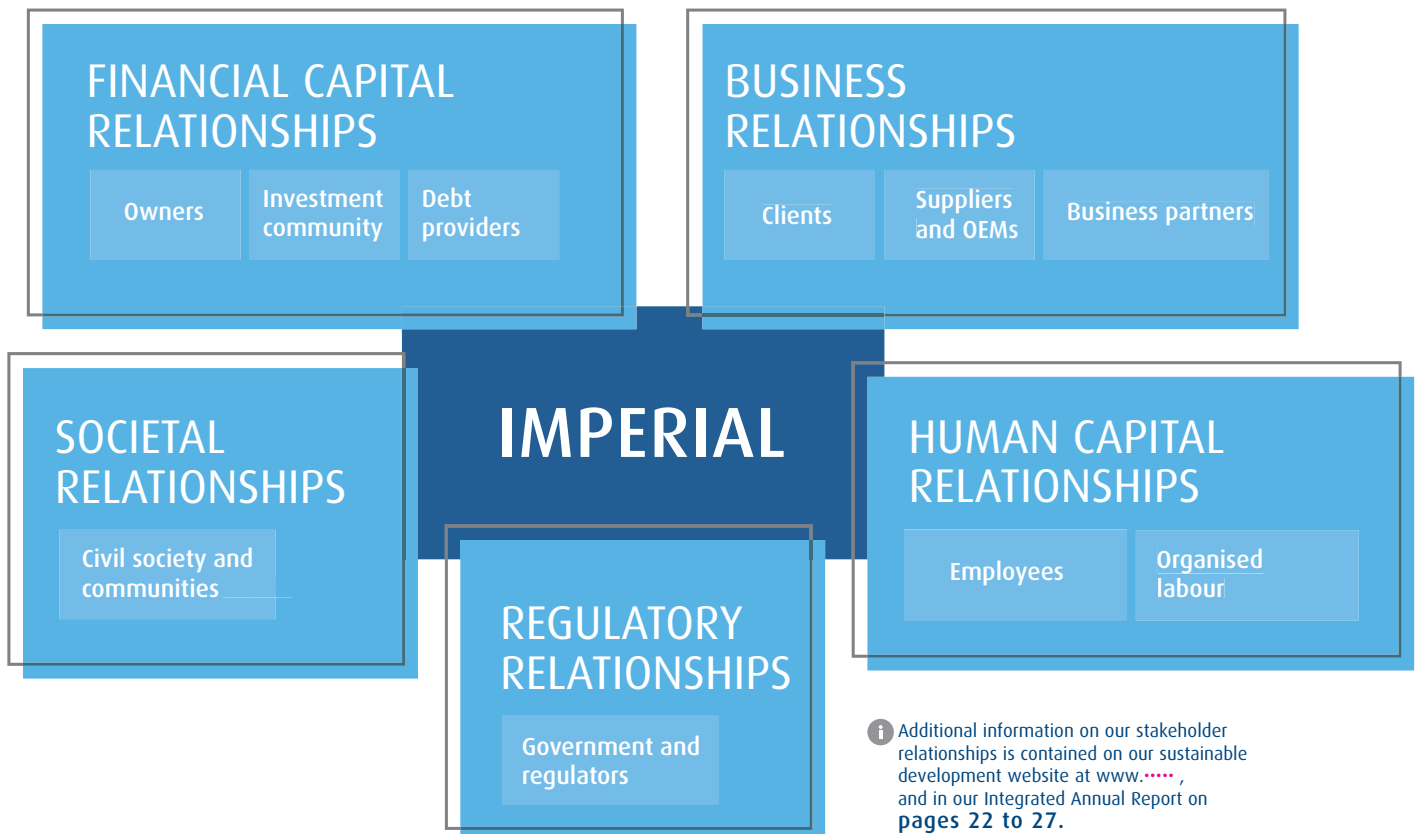 FINANCIAL CAPITAL
RELATIONSHIPS
Owners
Investment
community
Debt
providers
BUSINESS
RELATIONSHIPS
Clients
Suppliers
and OEMs
Business partners
IMPERIAL
SOCIETAL
RELATIONSHIPS
Civil society and
communities
HUMAN CAPITAL
RELATIONSHIPS
Employees
Organised
labour
REGULATORY
RELATIONSHIPS
Government and
regulators
i Additional information on our stakeholder
relationships is contained on our sustainable
development website at www.••••• ,
and in our Integrated Annual Report on
pages 22 to 27.